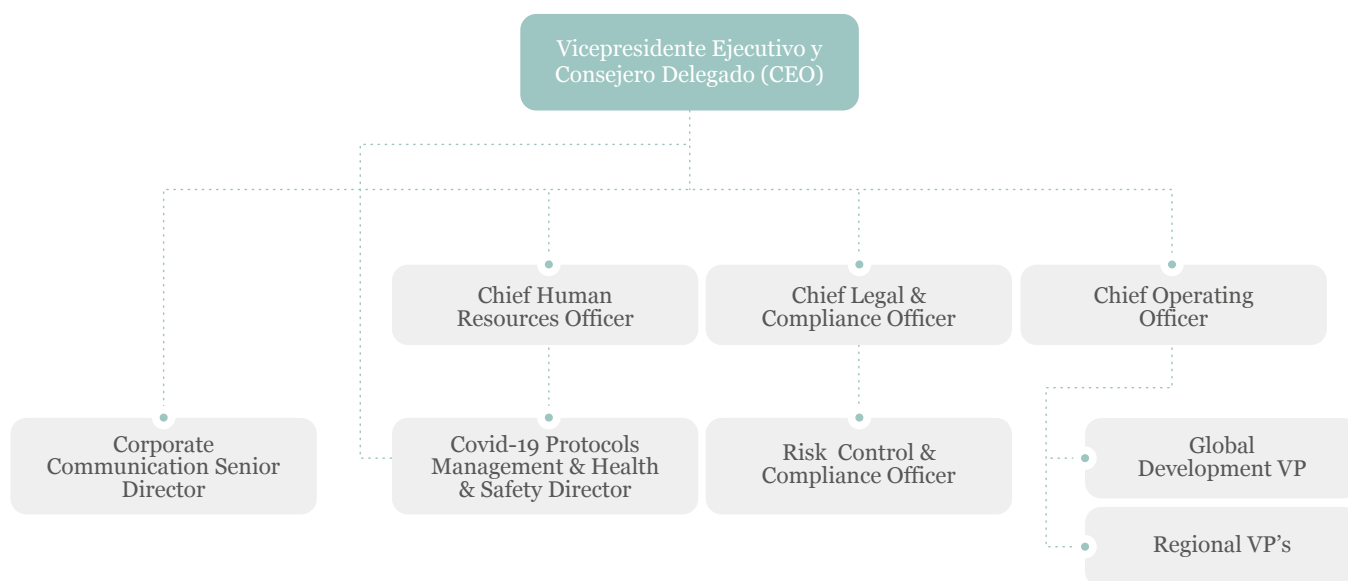 Vicepresidente Ejecutivo y
Consejero Delegado (CEO)
Chief Human
Resources Officer
Chief Legal &
Compliance Officer
Chief Operating
Officer
Corporate
Communication Senior
Director
Covid-19 Protocols
Management & Health
& Safety Director
Risk Control &
Compliance Officer
Global
Development VP
Regional VP's